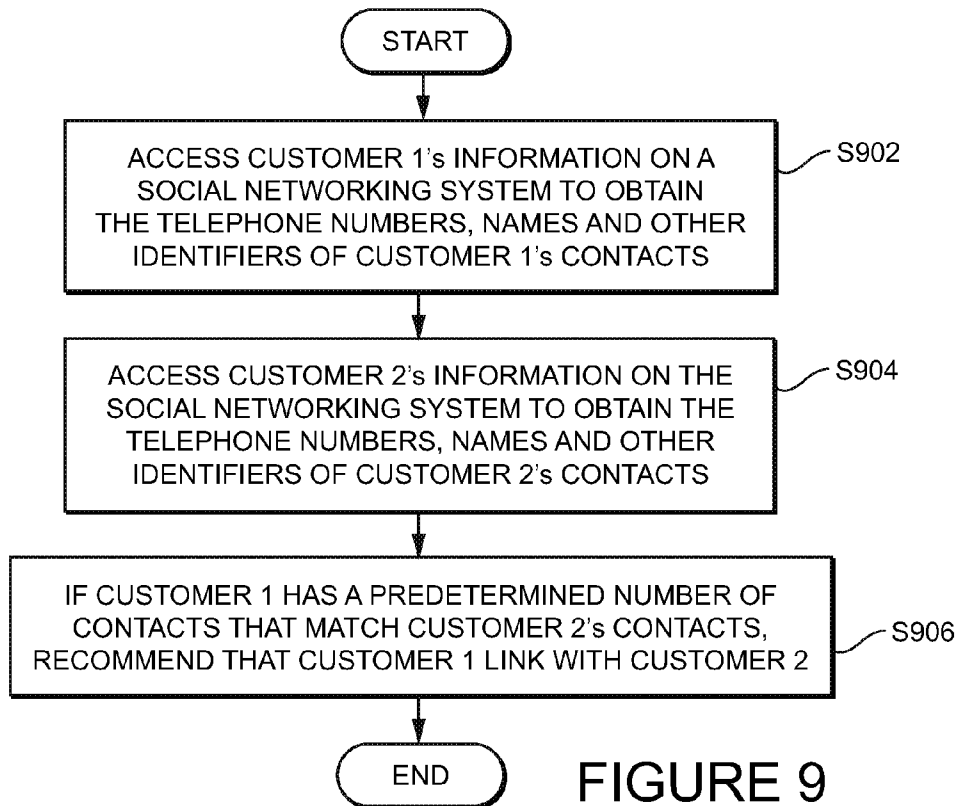 START
ACCESS CUSTOMER 1's INFORMATION ON A
SOCIAL NETWORKING SYSTEM TO OBTAIN
THE TELEPHONE NUMBERS, NAMES AND OTHER
IDENTIFIERS OF CUSTOMER 1's CONTACTS
S902
ACCESS CUSTOMER 2's INFORMATION ON THE
SOCIAL NETWORKING SYSTEM TO OBTAIN THE
TELEPHONE NUMBERS, NAMES AND OTHER
IDENTIFIERS OF CUSTOMER 2's CONTACTS
S904
IF CUSTOMER 1 HAS A PREDETERMINED NUMBER OF
CONTACTS THAT MATCH CUSTOMER 2's CONTACTS,
RECOMMEND THAT CUSTOMER 1 LINK WITH CUSTOMER 2
S906
END
FIGURE 9